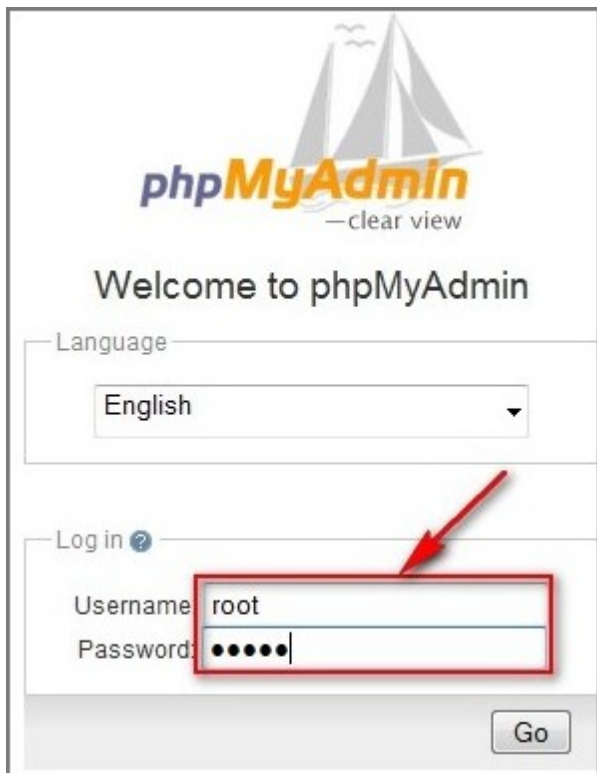 phpMyAdmin
—clear view
Welcome to phpMyAdmin
Language
English
Log in ?
Username root
Password: •••••
Go